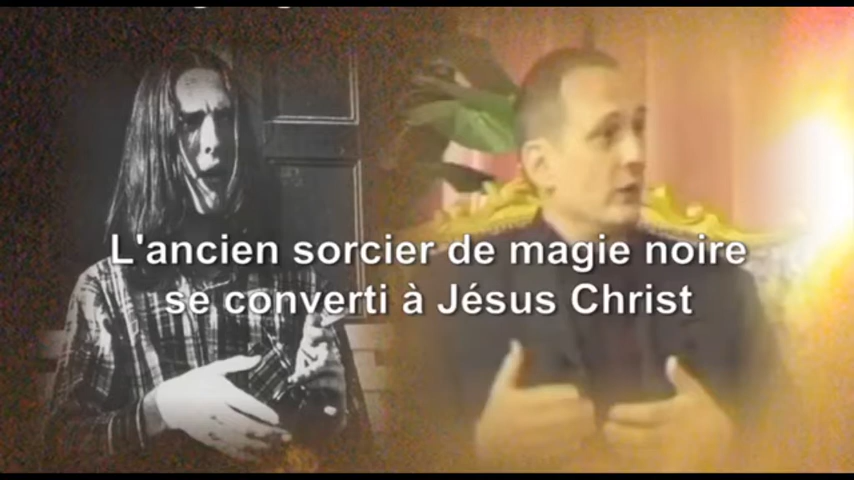 L'ancien sorcier de magie noire
se converti à Jésus Christ